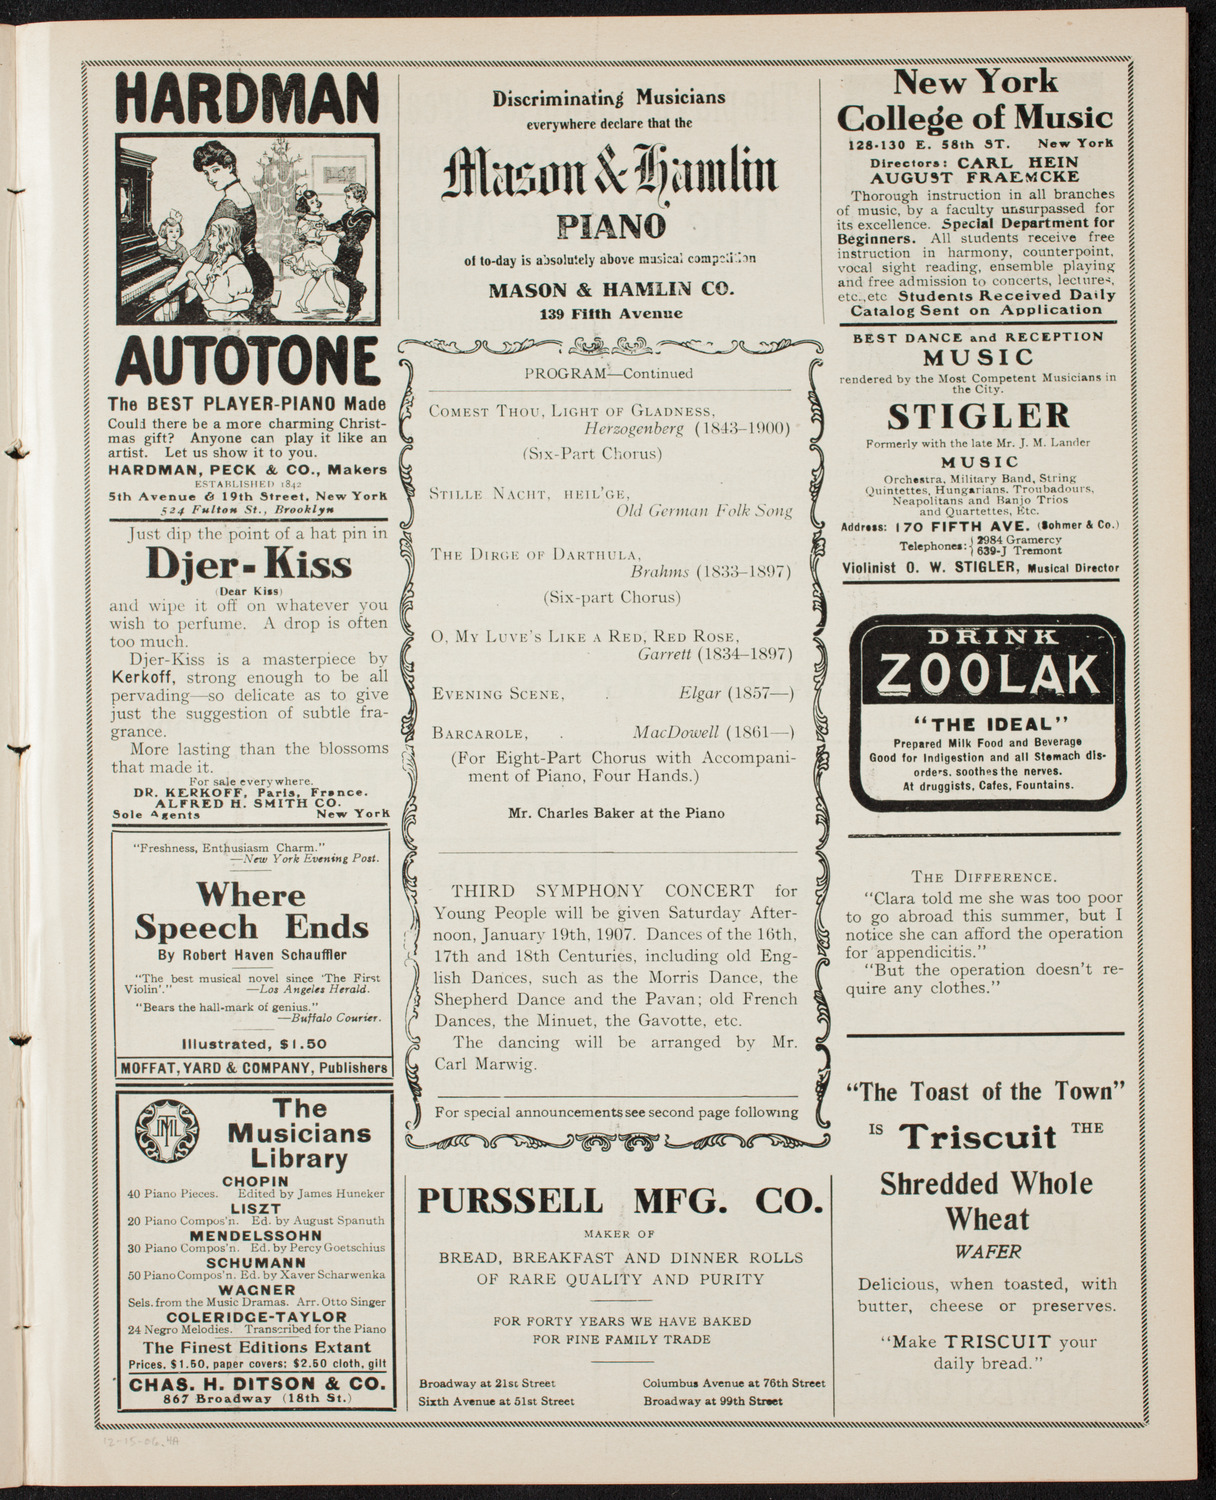 HARDMAN
AUTOTONE
The BEST PLAYER-PIANO Made
Could there be a more charming Christ-
mas gift? Anyone can play it like an
artist. Let us show it to you.
HARDMAN, PECK & CO., Makers
ESTABLISHED 1842
5th Avenue & 19th Street, New York
524 Fulton St., Brooklyn
Just dip the point of a hat pin in
Djer-Kiss
(Dear Kiss)
and wipe it off on whatever you
wish to perfume. A drop is often
too much.
Djer-Kiss is a masterpiece by
Kerkoff, strong enough to be all
pervading—so delicate as to give
just the suggestion of subtle fra-
grance.
More lasting than the blossoms
that made it.
For sale everywhere.
DR. KERKOFF, Paris, France.
ALFRED H. SMITH CO.
Sole Agents New York
"Freshness, Enthusiasm Charm."
—New York Evening Post.
Where
Speech Ends
By Robert Haven Schauffler
"The best musical novel since 'The First
Violin'." —Los Angeles Herald.
"Bears the hall-mark of genius."
—Buffalo Courier.
Illustrated, $1.50
MOFFAT, YARD & COMPANY, Publishers
The
Musicians
Library
CHOPIN
40 Piano Pieces. Edited by James Huneker
LISZT
20 Piano Compos'n. Ed. by August Spanuth
MENDELSSOHN
30 Piano Compos'n. Ed. by Percy Goetschius
SCHUMANN
50 Piano Compos'n. Ed. by Xaver Scharwenka
WAGNER
Sels. from the Music Dramas. Arr. Otto Singer
COLERIDGE-TAYLOR
24 Negro Melodies. Transcribed for the Piano
The Finest Editions Extant
Prices, $1.50, paper covers; $2.50 cloth, gilt
CHAS. H. DITSON & CO.
867 Broadway (18th St.)
Discriminating Musicians
everywhere declare that the
Mason & Hamlin
PIANO
of to-day is absolutely above musical competition
MASON & HAMLIN CO.
139 Fifth Avenue
PROGRAM—Continued
COMEST THOU, LIGHT OF GLADNESS,
Herzogenberg (1843–1900)
(Six-Part Chorus)
STILLE NACHT, HEIL'GE,
Old German Folk Song
THE DIRGE OF DARTHULA,
Brahms (1833–1897)
(Six-part Chorus)
O, MY LUVE'S LIKE A RED, RED ROSE,
Garrett (1834–1897)
EVENING SCENE, . Elgar (1857—)
BARCAROLE, . MacDowell (1861—)
(For Eight-Part Chorus with Accompani-
ment of Piano, Four Hands.)
Mr. Charles Baker at the Piano
THIRD SYMPHONY CONCERT for
Young People will be given Saturday After-
noon, January 19th, 1907. Dances of the 16th,
17th and 18th Centuries, including old Eng-
lish Dances, such as the Morris Dance, the
Shepherd Dance and the Pavan; old French
Dances, the Minuet, the Gavotte, etc.
The dancing will be arranged by Mr.
Carl Marwig.
For special announcements see second page following
PURSSELL MFG. CO.
MAKER OF
BREAD, BREAKFAST AND DINNER ROLLS
OF RARE QUALITY AND PURITY
FOR FORTY YEARS WE HAVE BAKED
FOR FINE FAMILY TRADE
Broadway at 21st Street Columbus Avenue at 76th Street
Sixth Avenue at 51st Street Broadway at 99th Street
New York
College of Music
128-130 E. 58th ST. New York
Directors: CARL HEIN
AUGUST FRAEMCKE
Thorough instruction in all branches
of music, by a faculty unsurpassed for
its excellence. Special Department for
Beginners. All students receive free
instruction in harmony, counterpoint,
vocal sight reading, ensemble playing
and free admission to concerts, lectures,
etc., etc Students Received Daily
Catalog Sent on Application
BEST DANCE and RECEPTION
MUSIC
rendered by the Most Competent Musicians in
the City.
STIGLER
Formerly with the late Mr. J. M. Lander
MUSIC
Orchestra, Military Band, String
Quintettes, Hungarians, Troubadours,
Neapolitans and Banjo Trios
and Quartettes, Etc.
Address: 170 FIFTH AVE. (Sohmer & Co.)
Telephones: 2984 Gramercy
639-J Tremont
Violinist O. W. STIGLER, Musical Director
DRINK
ZOOLAK
"THE IDEAL"
Prepared Milk Food and Beverage
Good for Indigestion and all Stomach dis-
orders. soothes the nerves.
At druggists, Cafes, Fountains.
THE DIFFERENCE.
"Clara told me she was too poor
to go abroad this summer, but I
notice she can afford the operation
for appendicitis."
"But the operation doesn't re-
quire any clothes."
"The Toast of the Town"
IS Triscuit THE
Shredded Whole
Wheat
WAFER
Delicious, when toasted, with
butter, cheese or preserves.
"Make TRISCUIT your
daily bread."
12-15-06.4A